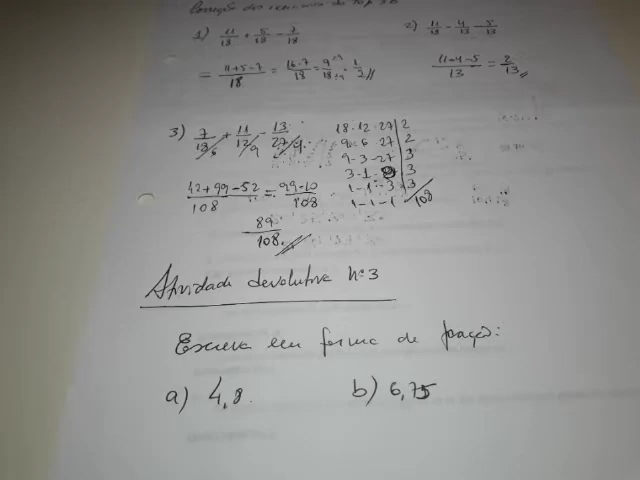 Correção dos
1) 11/18 + 5/18 - 7/18
= 11+5-7/18 = 16-7/18 = 9/18 = 1/2
2) 11/13 - 4/13 - 5/13
11-4-5/13 = 2/13
3) 7/18 + 11/12 - 13/27
42+99-52/108 = 99-10/108
89/108
18-12-27|2
9-6-27|2
9-3-27|3
3-1-9|3
1-1-3|3
1-1-1 108
Atividade devolutiva nº 3
Escreva em forma de fração:
a) 4,8 b) 6,75